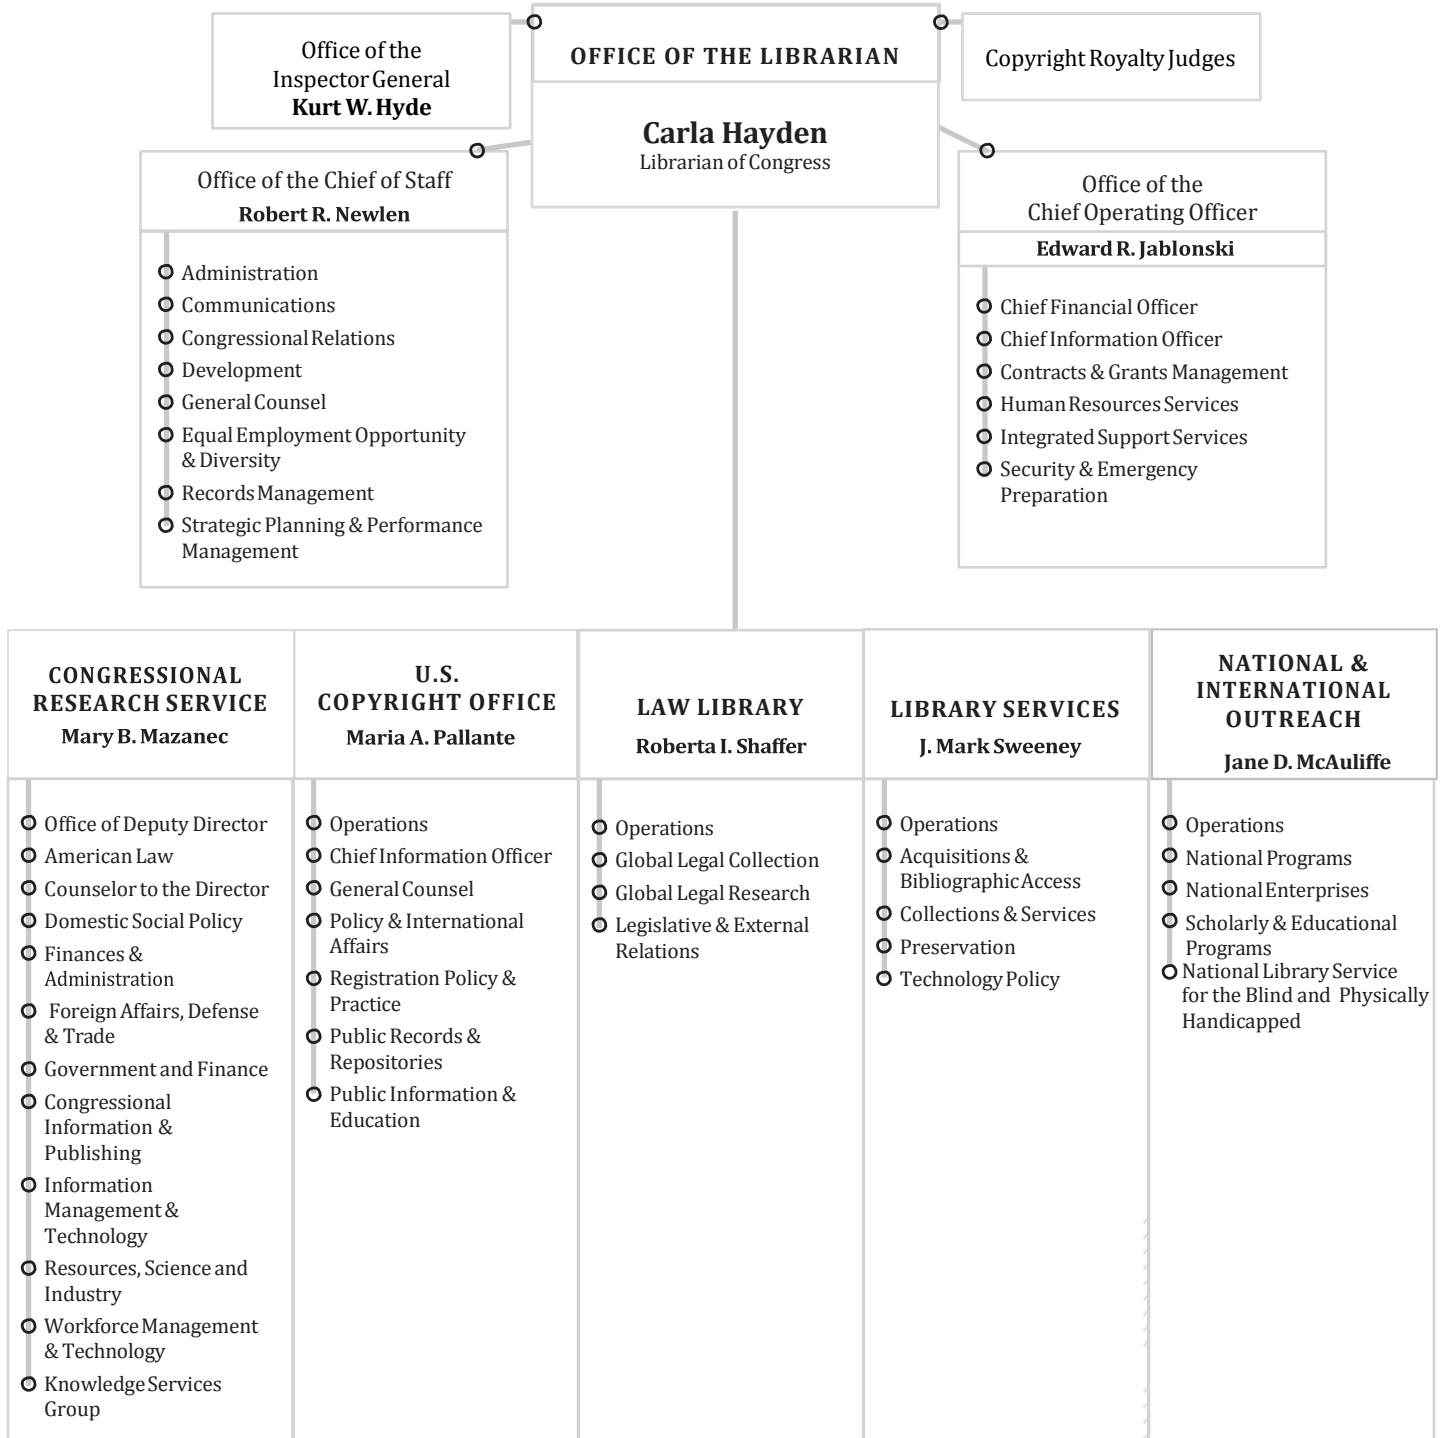 Office of the
Inspector General
Kurt W. Hyde
OFFICE OF THE LIBRARIAN
Carla Hayden
Librarian of Congress
Copyright Royalty Judges
Office of the Chief of Staff
Robert R. Newlen
Administration
Communications
Congressional Relations
Development
General Counsel
Equal Employment Opportunity
& Diversity
Records Management
Strategic Planning & Performance
Management
Office of the
Chief Operating Officer
Edward R. Jablonski
Chief Financial Officer
Chief Information Officer
Contracts & Grants Management
Human Resources Services
Integrated Support Services
Security & Emergency
Preparation
CONGRESSIONAL
RESEARCH SERVICE
Mary B. Mazanec
Office of Deputy Director
American Law
Counselor to the Director
Domestic Social Policy
Finances &
Administration
Foreign Affairs, Defense
& Trade
Government and Finance
Congressional
Information &
Publishing
Information
Management &
Technology
Resources, Science and
Industry
Workforce Management
& Technology
Knowledge Services
Group
U.S.
COPYRIGHT OFFICE
Maria A. Pallante
Operations
Chief Information Officer
General Counsel
Policy & International
Affairs
Registration Policy &
Practice
Public Records &
Repositories
Public Information &
Education
LAW LIBRARY
Roberta I. Shaffer
Operations
Global Legal Collection
Global Legal Research
Legislative & External
Relations
LIBRARY SERVICES
J. Mark Sweeney
Operations
Acquisitions &
Bibliographic Access
Collections & Services
Preservation
Technology Policy
NATIONAL &
INTERNATIONAL
OUTREACH
Jane D. McAuliffe
Operations
National Programs
National Enterprises
Scholarly & Educational
Programs
National Library Service
for the Blind and Physically
Handicapped